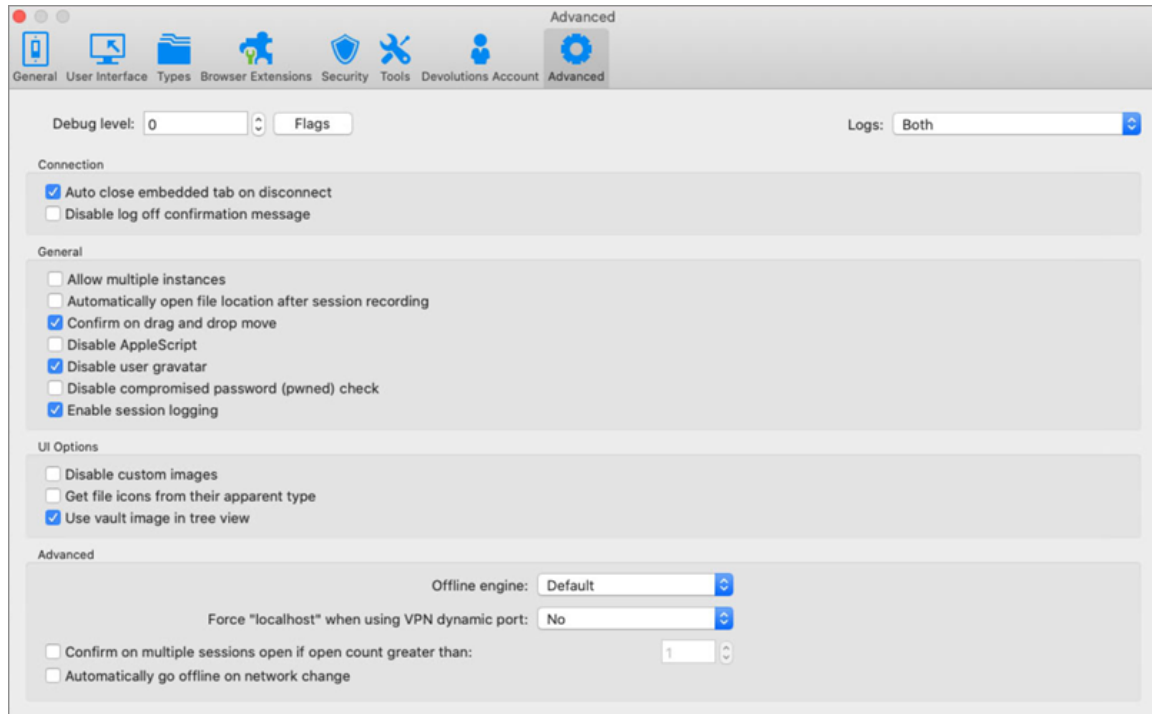 Advanced
General User Interface Types Browser Extensions Security Tools Devolutions Account Advanced
Debug level: 0 Flags Logs: Both
Connection
Auto close embedded tab on disconnect
Disable log off confirmation message
General
Allow multiple instances
Automatically open file location after session recording
Confirm on drag and drop move
Disable AppleScript
Disable user gravatar
Disable compromised password (pwned) check
Enable session logging
UI Options
Disable custom images
Get file icons from their apparent type
Use vault image in tree view
Advanced
Offline engine: Default
Force "localhost" when using VPN dynamic port: No
Confirm on multiple sessions open if open count greater than: 1
Automatically go offline on network change